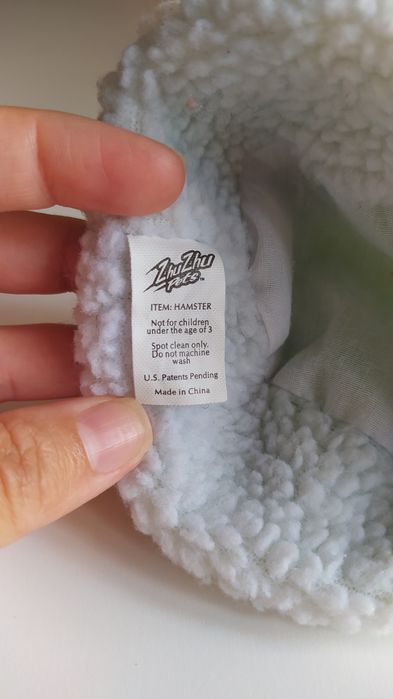 ZhuZhu
Pets™
ITEM: HAMSTER
Not for children
under the age of 3
Spot clean only.
Do not machine
wash
U.S. Patents Pending
Made in China